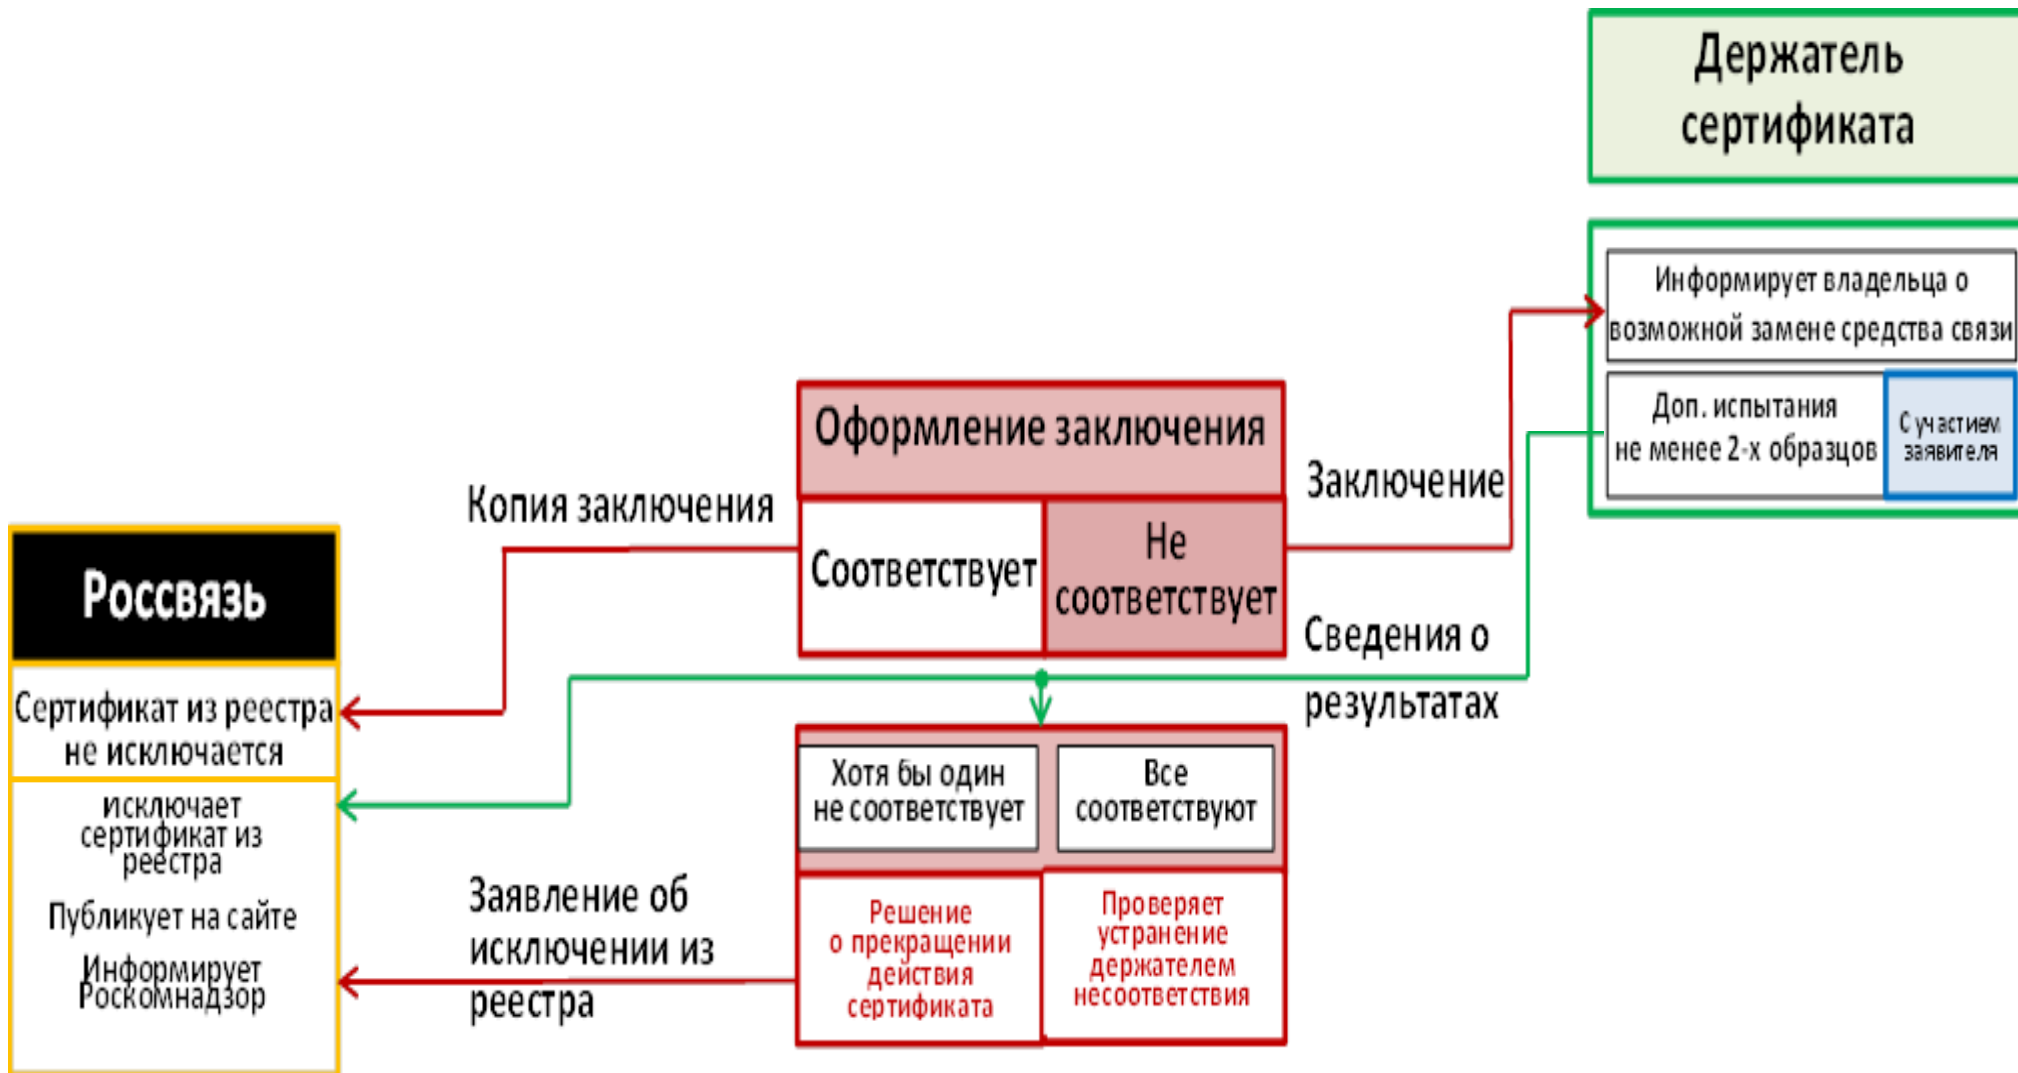 Держатель
сертификата
Информирует владельца о
возможной замене средства связи
Доп. испытания
не менее 2-х образцов
С участием
заявителя
Оформление заключения
Соответствует
Не
соответствует
Копия заключения
Заключение
Россвязь
Сертификат из реестра
не исключается
исключает
сертификат из
реестра
Публикует на сайте
Информирует
Роскомнадзор
Сведения о
результатах
Хотя бы один
не соответствует
Все
соответствуют
Решение
о прекращении
действия
сертификата
Проверяет
устранение
держателем
несоответствия
Заявление об
исключении из
реестра